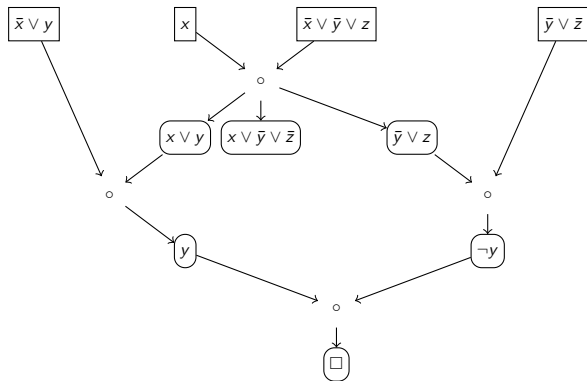 x̄ ∨ y
x
x̄ ∨ ȳ ∨ z
ȳ ∨ z̄
x ∨ y
x ∨ ȳ ∨ z̄
ȳ ∨ z
y
¬y
□